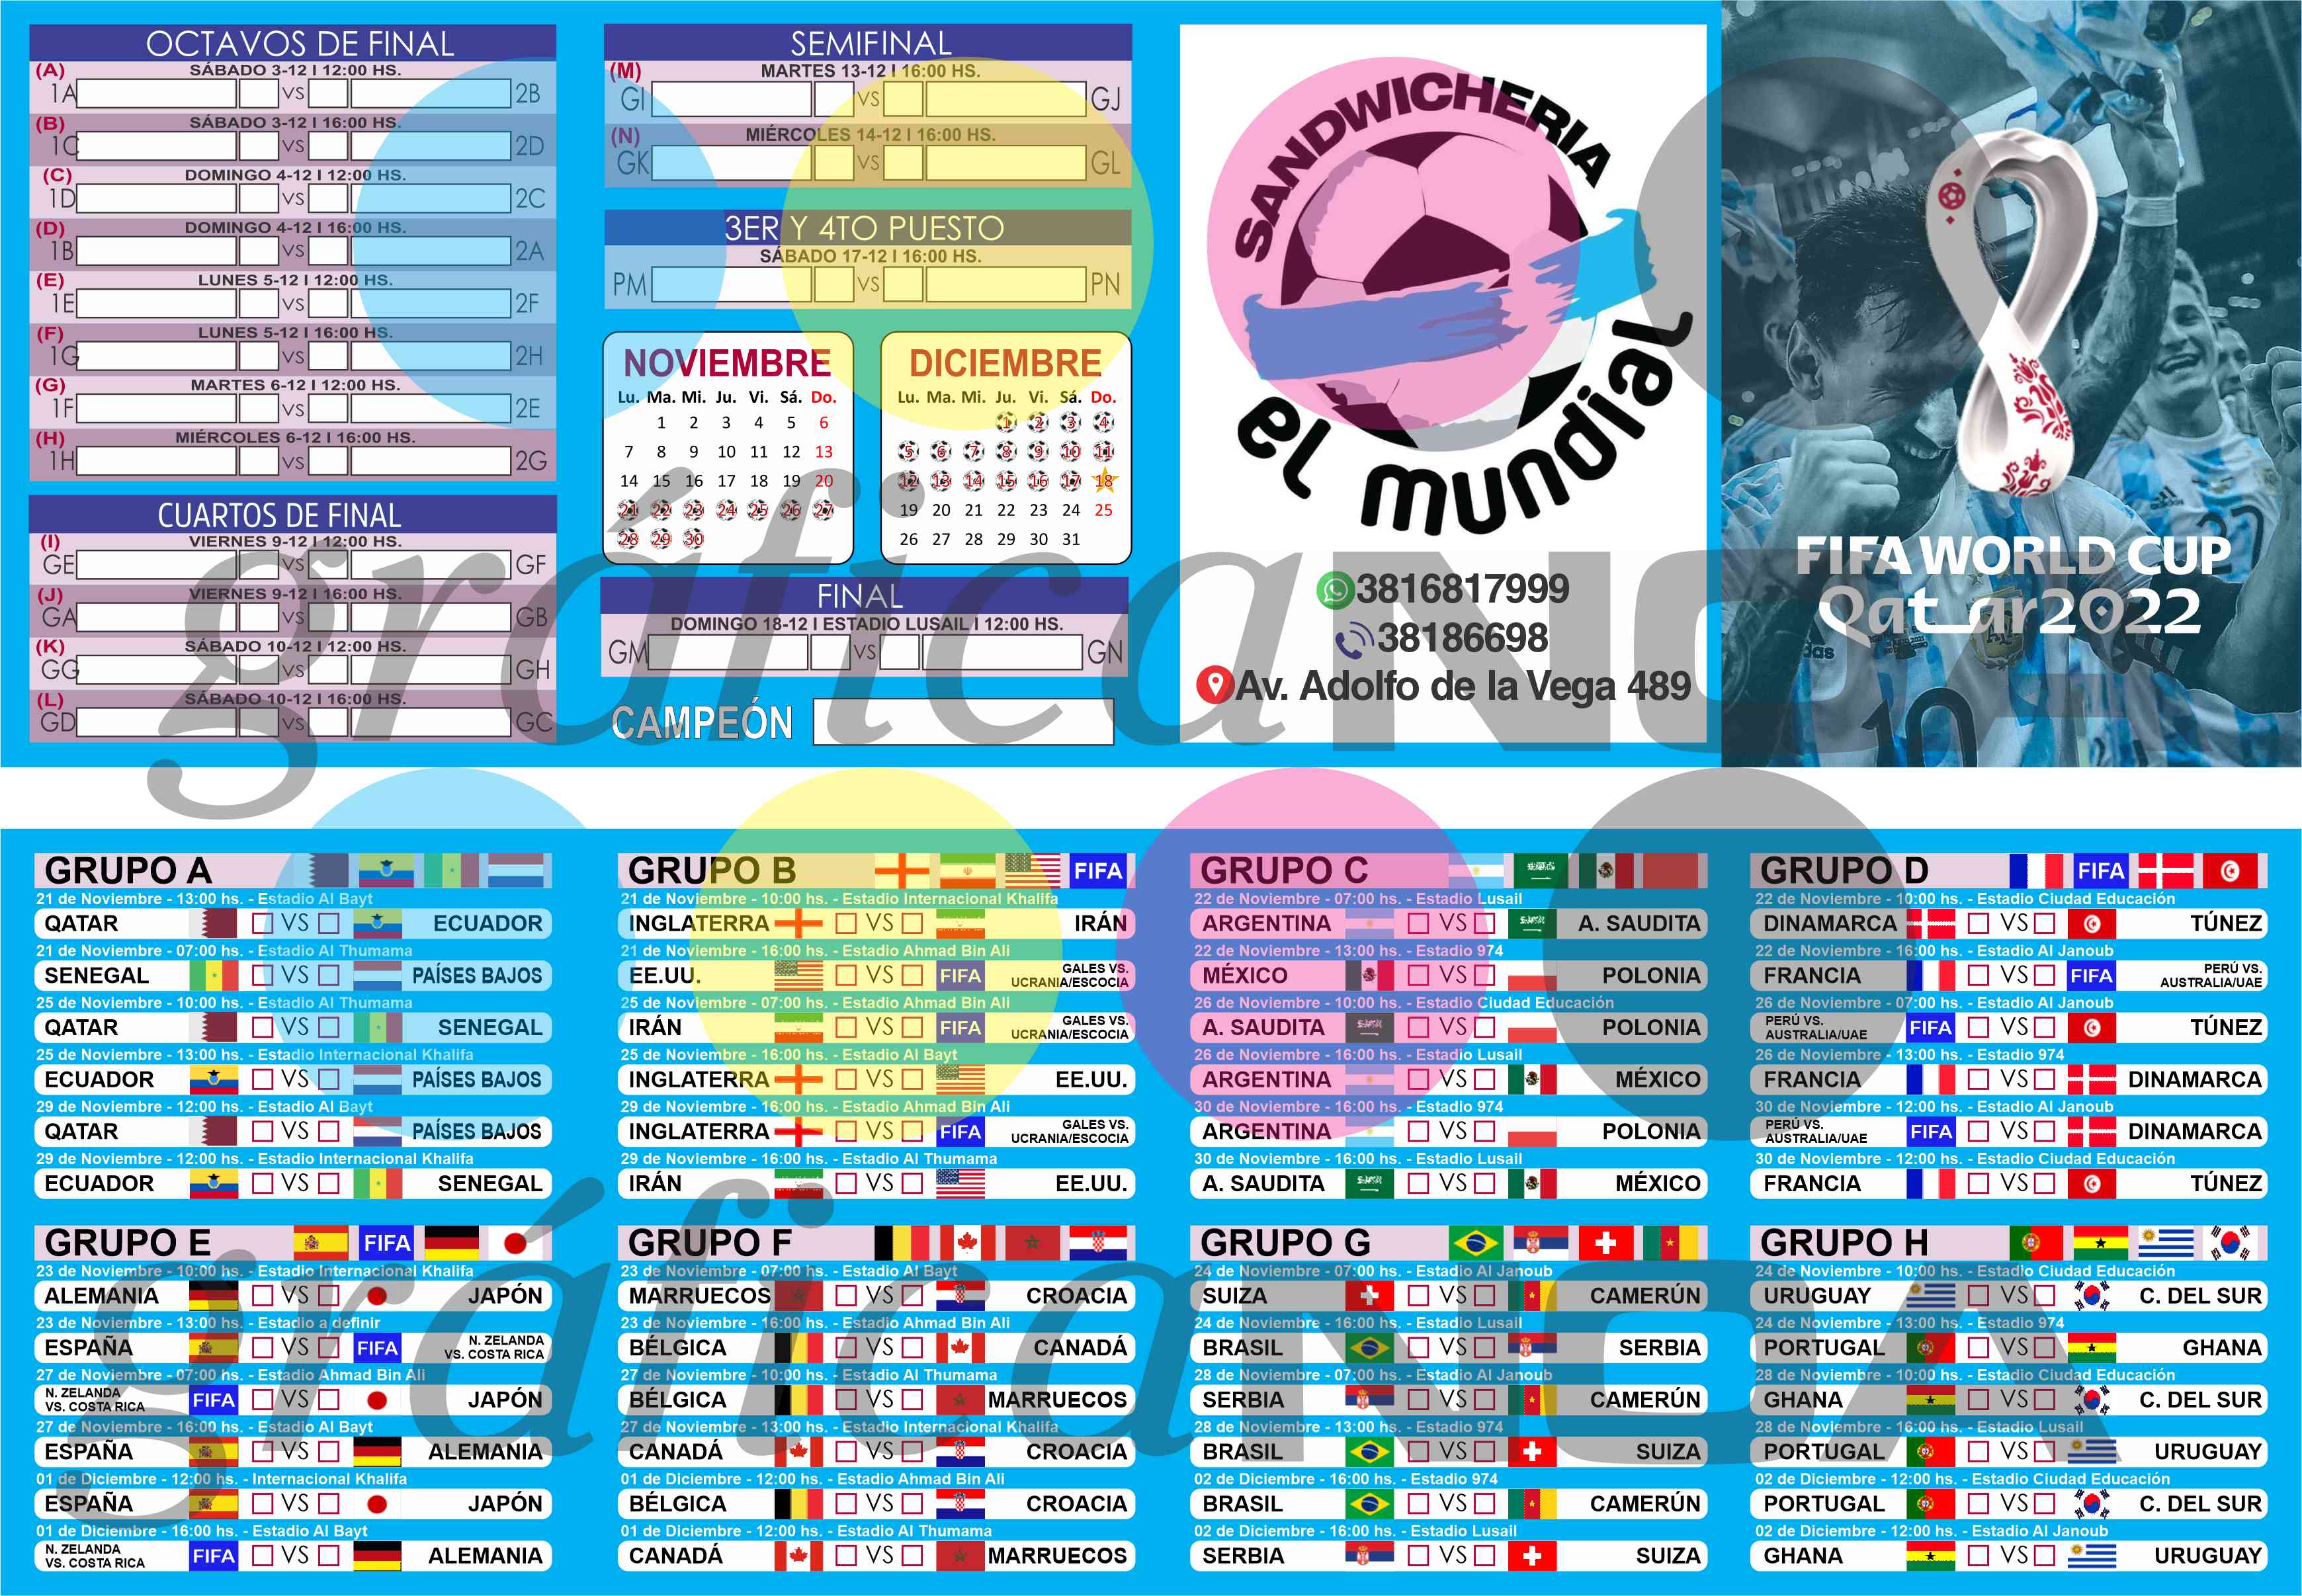 OCTAVOS DE FINAL
(A) SÁBADO 3-12 I 12:00 HS.
1A VS 2B
(B) SÁBADO 3-12 I 16:00 HS.
1C VS 2D
(C) DOMINGO 4-12 I 12:00 HS.
1D VS 2C
(D) DOMINGO 4-12 I 16:00 HS.
1B VS 2A
(E) LUNES 5-12 I 12:00 HS.
1E VS 2F
(F) LUNES 5-12 I 16:00 HS.
1G VS 2H
(G) MARTES 6-12 I 12:00 HS.
1F VS 2E
(H) MIÉRCOLES 6-12 I 16:00 HS.
1H VS 2G
CUARTOS DE FINAL
(I) VIERNES 9-12 I 12:00 HS.
GE VS GF
(J) VIERNES 9-12 I 16:00 HS.
GA VS GB
(K) SÁBADO 10-12 I 12:00 HS.
GG VS GH
(L) SÁBADO 10-12 I 16:00 HS.
GD VS GC
SEMIFINAL
(M) MARTES 13-12 I 16:00 HS.
GI VS GJ
(N) MIÉRCOLES 14-12 I 16:00 HS.
GK VS GL
3ER Y 4TO PUESTO
SÁBADO 17-12 I 16:00 HS.
PM VS PN
NOVIEMBRE
Lu. Ma. Mi. Ju. Vi. Sá. Do.
1 2 3 4 5 6
7 8 9 10 11 12 13
14 15 16 17 18 19 20
21 22 23 24 25 26 27
28 29 30
DICIEMBRE
Lu. Ma. Mi. Ju. Vi. Sá. Do.
1 2 3 4
5 6 7 8 9 10 11
12 13 14 15 16 17 18
19 20 21 22 23 24 25
26 27 28 29 30 31
FINAL
DOMINGO 18-12 I ESTADIO LUSAIL I 12:00 HS.
GM VS GN
CAMPEÓN
SANDWICHERIA
eL mundial
3816817999
38186698
Av. Adolfo de la Vega 489
FIFA WORLD CUP
Qatar2022
das
10
gráficaNOA
GRUPO A
21 de Noviembre - 13:00 hs. - Estadio Al Bayt
QATAR VS ECUADOR
21 de Noviembre - 07:00 hs. - Estadio Al Thumama
SENEGAL VS PAÍSES BAJOS
25 de Noviembre - 10:00 hs. - Estadio Al Thumama
QATAR VS SENEGAL
25 de Noviembre - 13:00 hs. - Estadio Internacional Khalifa
ECUADOR VS PAÍSES BAJOS
29 de Noviembre - 12:00 hs. - Estadio Al Bayt
QATAR VS PAÍSES BAJOS
29 de Noviembre - 12:00 hs. - Estadio Internacional Khalifa
ECUADOR VS SENEGAL
GRUPO B FIFA
21 de Noviembre - 10:00 hs. - Estadio Internacional Khalifa
INGLATERRA VS IRÁN
21 de Noviembre - 16:00 hs. - Estadio Ahmad Bin Ali
EE.UU. VS FIFA GALES VS. UCRANIA/ESCOCIA
25 de Noviembre - 07:00 hs. - Estadio Ahmad Bin Ali
IRÁN VS FIFA GALES VS. UCRANIA/ESCOCIA
25 de Noviembre - 16:00 hs. - Estadio Al Bayt
INGLATERRA VS EE.UU.
29 de Noviembre - 16:00 hs. - Estadio Ahmad Bin Ali
INGLATERRA VS FIFA GALES VS. UCRANIA/ESCOCIA
29 de Noviembre - 16:00 hs. - Estadio Al Thumama
IRÁN VS EE.UU.
GRUPO C
22 de Noviembre - 07:00 hs. - Estadio Lusail
ARGENTINA VS A. SAUDITA
22 de Noviembre - 13:00 hs. - Estadio 974
MÉXICO VS POLONIA
26 de Noviembre - 10:00 hs. - Estadio Ciudad Educación
A. SAUDITA VS POLONIA
26 de Noviembre - 16:00 hs. - Estadio Lusail
ARGENTINA VS MÉXICO
30 de Noviembre - 16:00 hs. - Estadio 974
ARGENTINA VS POLONIA
30 de Noviembre - 16:00 hs. - Estadio Lusail
A. SAUDITA VS MÉXICO
GRUPO D FIFA
22 de Noviembre - 10:00 hs. - Estadio Ciudad Educación
DINAMARCA VS TÚNEZ
22 de Noviembre - 16:00 hs. - Estadio Al Janoub
FRANCIA VS FIFA PERÚ VS. AUSTRALIA/UAE
26 de Noviembre - 07:00 hs. - Estadio Al Janoub
PERÚ VS. AUSTRALIA/UAE FIFA VS TÚNEZ
26 de Noviembre - 13:00 hs. - Estadio 974
FRANCIA VS DINAMARCA
30 de Noviembre - 12:00 hs. - Estadio Al Janoub
PERÚ VS. AUSTRALIA/UAE FIFA VS DINAMARCA
30 de Noviembre - 12:00 hs. - Estadio Ciudad Educación
FRANCIA VS TÚNEZ
GRUPO E FIFA
23 de Noviembre - 10:00 hs. - Estadio Internacional Khalifa
ALEMANIA VS JAPÓN
23 de Noviembre - 13:00 hs. - Estadio a definir
ESPAÑA VS FIFA N. ZELANDA VS. COSTA RICA
27 de Noviembre - 07:00 hs. - Estadio Ahmad Bin Ali
N. ZELANDA VS. COSTA RICA FIFA VS JAPÓN
27 de Noviembre - 16:00 hs. - Estadio Al Bayt
ESPAÑA VS ALEMANIA
01 de Diciembre - 12:00 hs. - Internacional Khalifa
ESPAÑA VS JAPÓN
01 de Diciembre - 16:00 hs. - Estadio Al Bayt
N. ZELANDA VS. COSTA RICA FIFA VS ALEMANIA
GRUPO F
23 de Noviembre - 07:00 hs. - Estadio Al Bayt
MARRUECOS VS CROACIA
23 de Noviembre - 16:00 hs. - Estadio Ahmad Bin Ali
BÉLGICA VS CANADÁ
27 de Noviembre - 10:00 hs. - Estadio Al Thumama
BÉLGICA VS MARRUECOS
27 de Noviembre - 13:00 hs. - Estadio Internacional Khalifa
CANADÁ VS CROACIA
01 de Diciembre - 12:00 hs. - Estadio Ahmad Bin Ali
BÉLGICA VS CROACIA
01 de Diciembre - 12:00 hs. - Estadio Al Thumama
CANADÁ VS MARRUECOS
GRUPO G
24 de Noviembre - 07:00 hs. - Estadio Al Janoub
SUIZA VS CAMERÚN
24 de Noviembre - 16:00 hs. - Estadio Lusail
BRASIL VS SERBIA
28 de Noviembre - 07:00 hs. - Estadio Al Janoub
SERBIA VS CAMERÚN
28 de Noviembre - 13:00 hs. - Estadio 974
BRASIL VS SUIZA
02 de Diciembre - 16:00 hs. - Estadio 974
BRASIL VS CAMERÚN
02 de Diciembre - 16:00 hs. - Estadio Lusail
SERBIA VS SUIZA
GRUPO H
24 de Noviembre - 10:00 hs. - Estadio Ciudad Educación
URUGUAY VS C. DEL SUR
24 de Noviembre - 13:00 hs. - Estadio 974
PORTUGAL VS GHANA
28 de Noviembre - 10:00 hs. - Estadio Ciudad Educación
GHANA VS C. DEL SUR
28 de Noviembre - 16:00 hs. - Estadio Lusail
PORTUGAL VS URUGUAY
02 de Diciembre - 12:00 hs. - Estadio Ciudad Educación
PORTUGAL VS C. DEL SUR
02 de Diciembre - 12:00 hs. - Estadio Al Janoub
GHANA VS URUGUAY
gráficaNOA